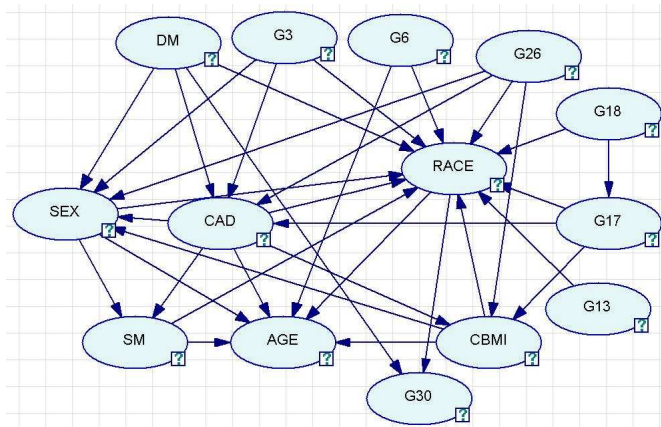 DM
?
G3
?
G6
?
G26
?
G18
?
RACE
?
SEX
?
CAD
?
G17
?
G13
?
SM
?
AGE
?
CBMI
?
G30
?